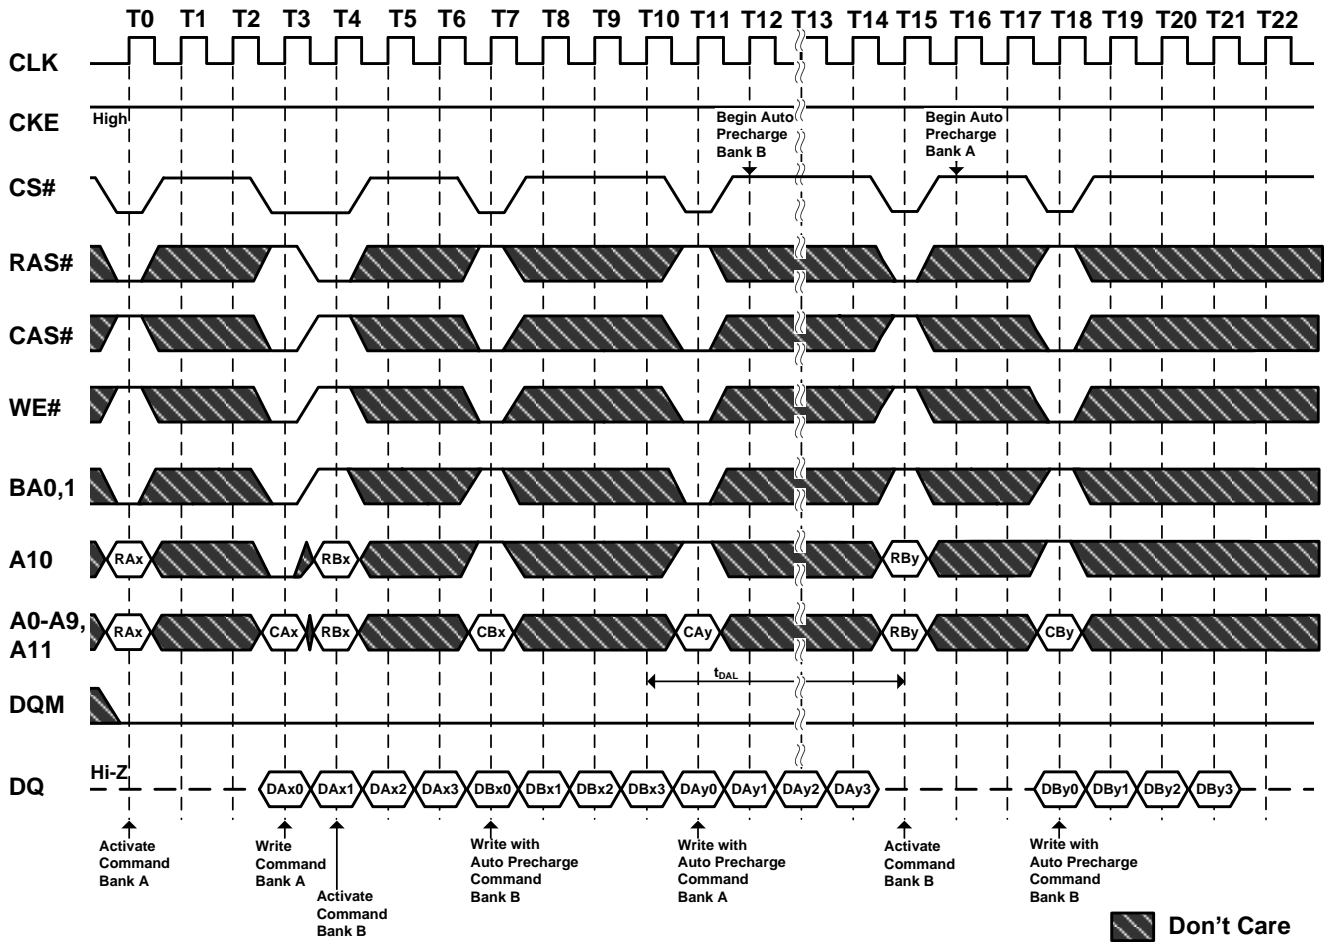 T0 T1 T2 T3 T4 T5 T6 T7 T8 T9 T10 T11 T12 T13 T14 T15 T16 T17 T18 T19 T20 T21 T22
CLK
CKE
High
Begin Auto
Precharge
Bank B
Begin Auto
Precharge
Bank A
CS#
RAS#
CAS#
WE#
BA0,1
A10
RAx RBx RBy
A0-A9,
A11
RAx CAx RBx CBx CAy RBy CBy
tDAL
DQM
DQ
Hi-Z
DAx0 DAx1 DAx2 DAx3 DBx0 DBx1 DBx2 DBx3 DAy0 DAy1 DAy2 DAy3 DBy0 DBy1 DBy2 DBy3
Activate
Command
Bank A
Write
Command
Bank A
Activate
Command
Bank B
Write with
Auto Precharge
Command
Bank B
Write with
Auto Precharge
Command
Bank A
Activate
Command
Bank B
Write with
Auto Precharge
Command
Bank B
Don't Care